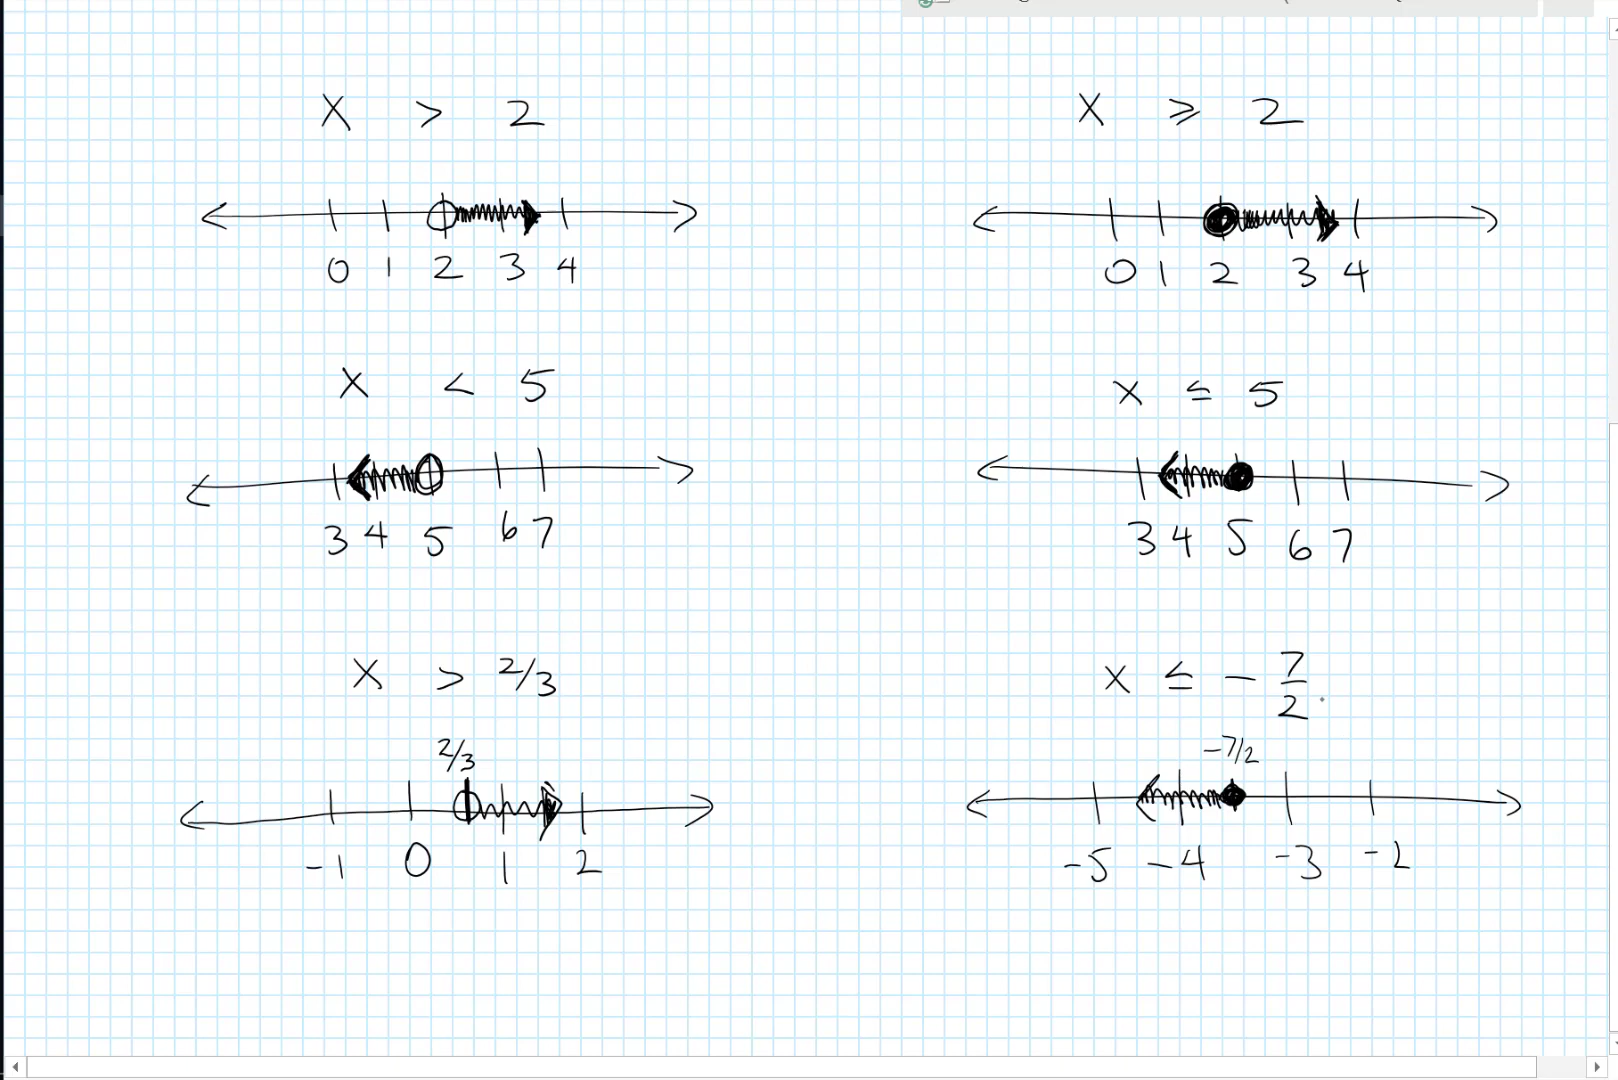 x > 2
0 1 2 3 4
x ≥ 2
0 1 2 3 4
x < 5
3 4 5 6 7
x ≤ 5
3 4 5 6 7
x > 2/3
2/3
-1 0 1 2
x ≤ - 7/2
-7/2
-5 -4 -3 -2